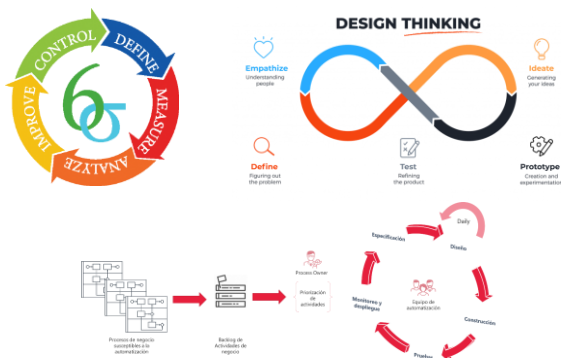 CONTROL
DEFINE
MEASURE
ANALYZE
IMPROVE
6σ
DESIGN THINKING
Empathize
Understanding
people
Ideate
Generating
your ideas
Define
Figuring out
the problem
Test
Refining
the product
Prototype
Creation and
experimentation
Daily
Especificación
Diseño
Process Owner
Priorización
de
actividades
Monitoreo y
despliegue
Equipo de
automatización
Construcción
Pruebas
Procesos de negocio
susceptibles a la
automatización
Backlog de
Actividades de
negocio